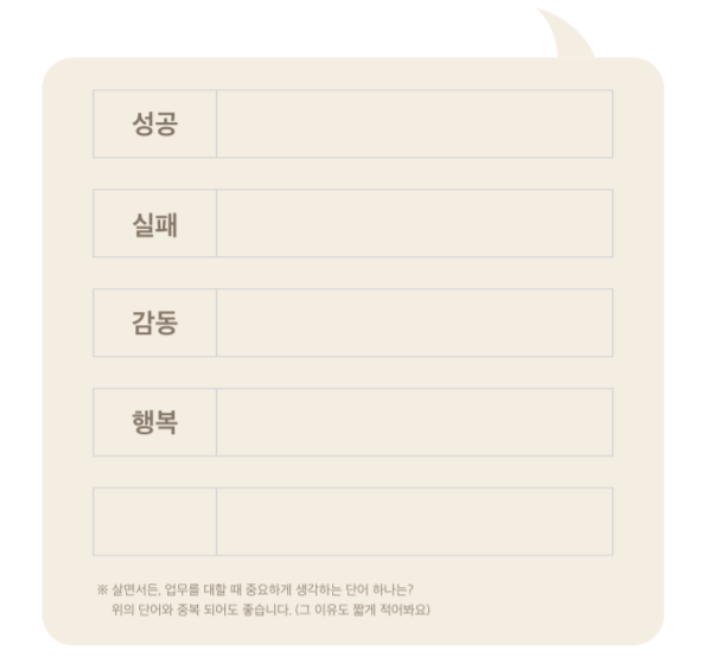 성공
실패
감동
행복
※ 살면서든, 업무를 대할 때 중요하게 생각하는 단어 하나는?
위의 단어와 중복 되어도 좋습니다. (그 이유도 짧게 적어봐요)